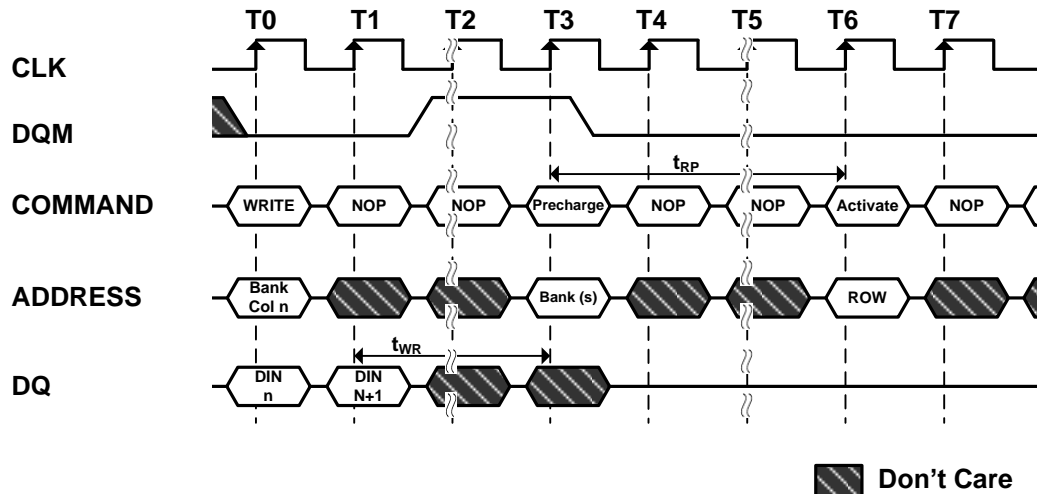 T0 T1 T2 T3 T4 T5 T6 T7
CLK
DQM
tRP
COMMAND WRITE NOP NOP Precharge NOP NOP Activate NOP
ADDRESS Bank Col n Bank (s) ROW
tWR
DQ DIN n DIN N+1
Don't Care